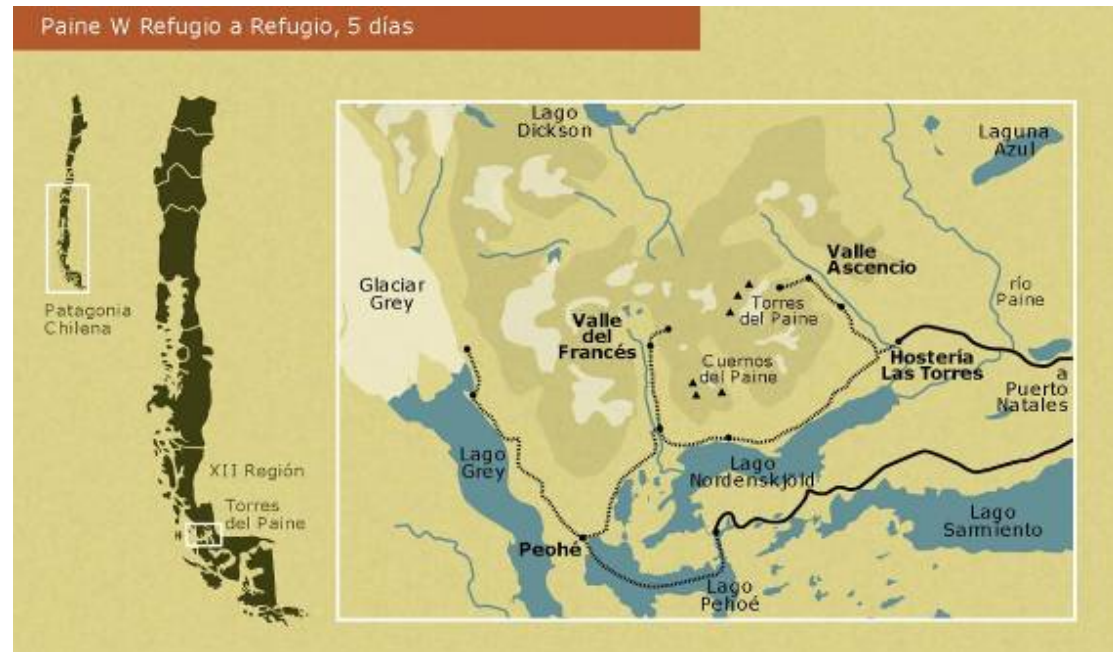 Paine W Refugio a Refugio, 5 días
Patagonia
Chilena
XII Región
Torres
del Paine
Lago
Dickson
Laguna
Azul
Glaciar
Grey
Valle
Ascencio
río
Paine
Valle
del
Francés
Torres
del Paine
Cuernos
del Paine
Hostería
Las Torres
a
Puerto
Natales
Lago
Grey
Lago
Nordenskjöld
Lago
Sarmiento
Peohé
Lago
Pehoé